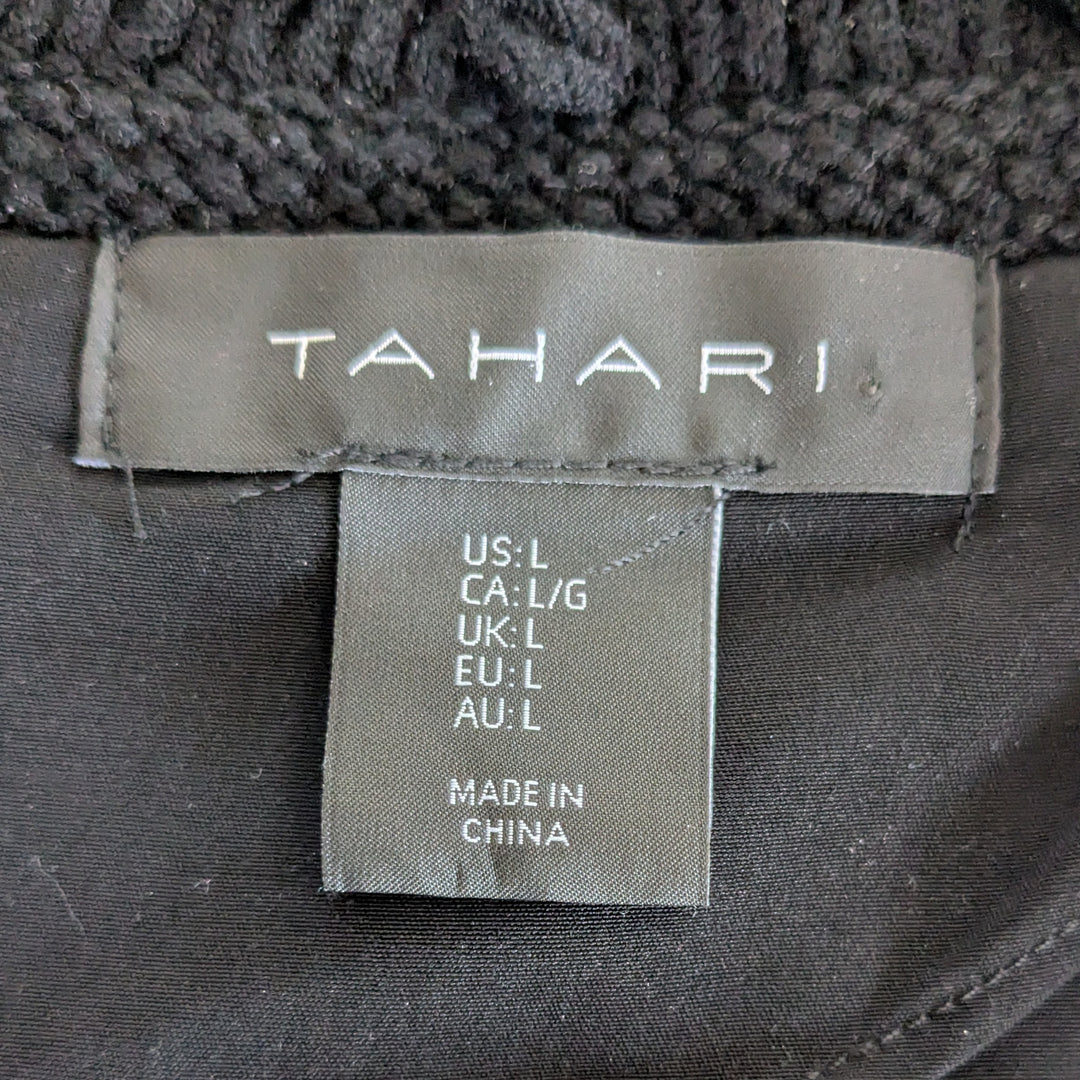 TAHARI
US: L
CA: L/G
UK: L
EU: L
AU: L
MADE IN
CHINA